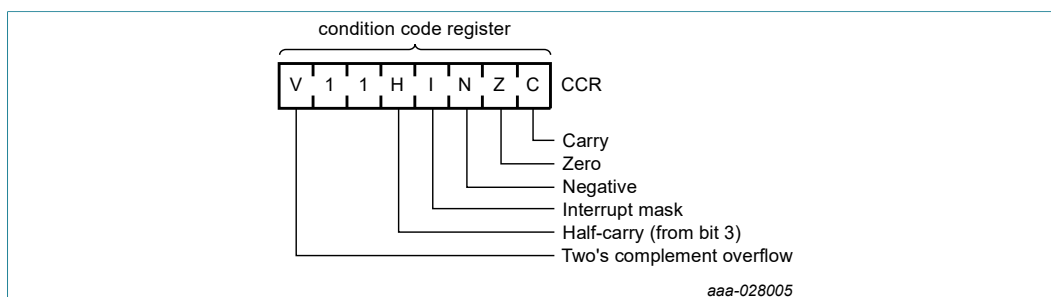 condition code register
V 1 1 H I N Z C CCR
Carry
Zero
Negative
Interrupt mask
Half-carry (from bit 3)
Two's complement overflow
aaa-028005